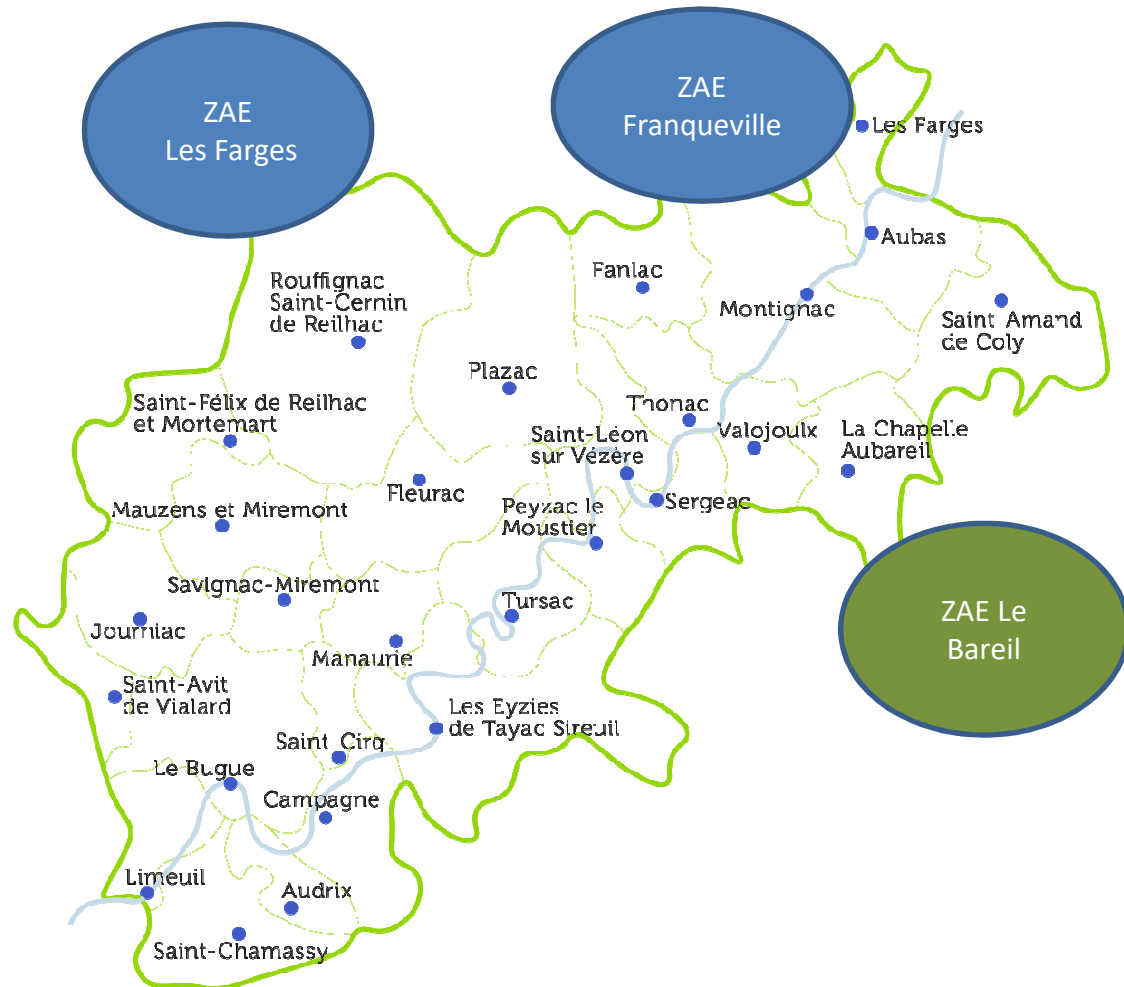 ZAE
Les Farges
ZAE
Franqueville
Les Farges
Aubas
Fanlac
Rouffignac
Saint-Cernin
de Reilhac
Montignac
Saint Amand
de Coly
Plazac
Saint-Félix de Reilhac
et Mortemart
Thonac
Saint-Léon
sur Vézère
Valojoulx
La Chapelle
Aubareil
Fleurac
Sergeac
Mauzens et Miremont
Peyzac le
Moustier
Savignac-Miremont
Tursac
ZAE Le
Bareil
Journiac
Manaurie
Saint-Avit
de Vialard
Les Eyzies
de Tayac Sireuil
Saint Cirq
Le Bugue
Campagne
Limeuil
Audrix
Saint-Chamassy